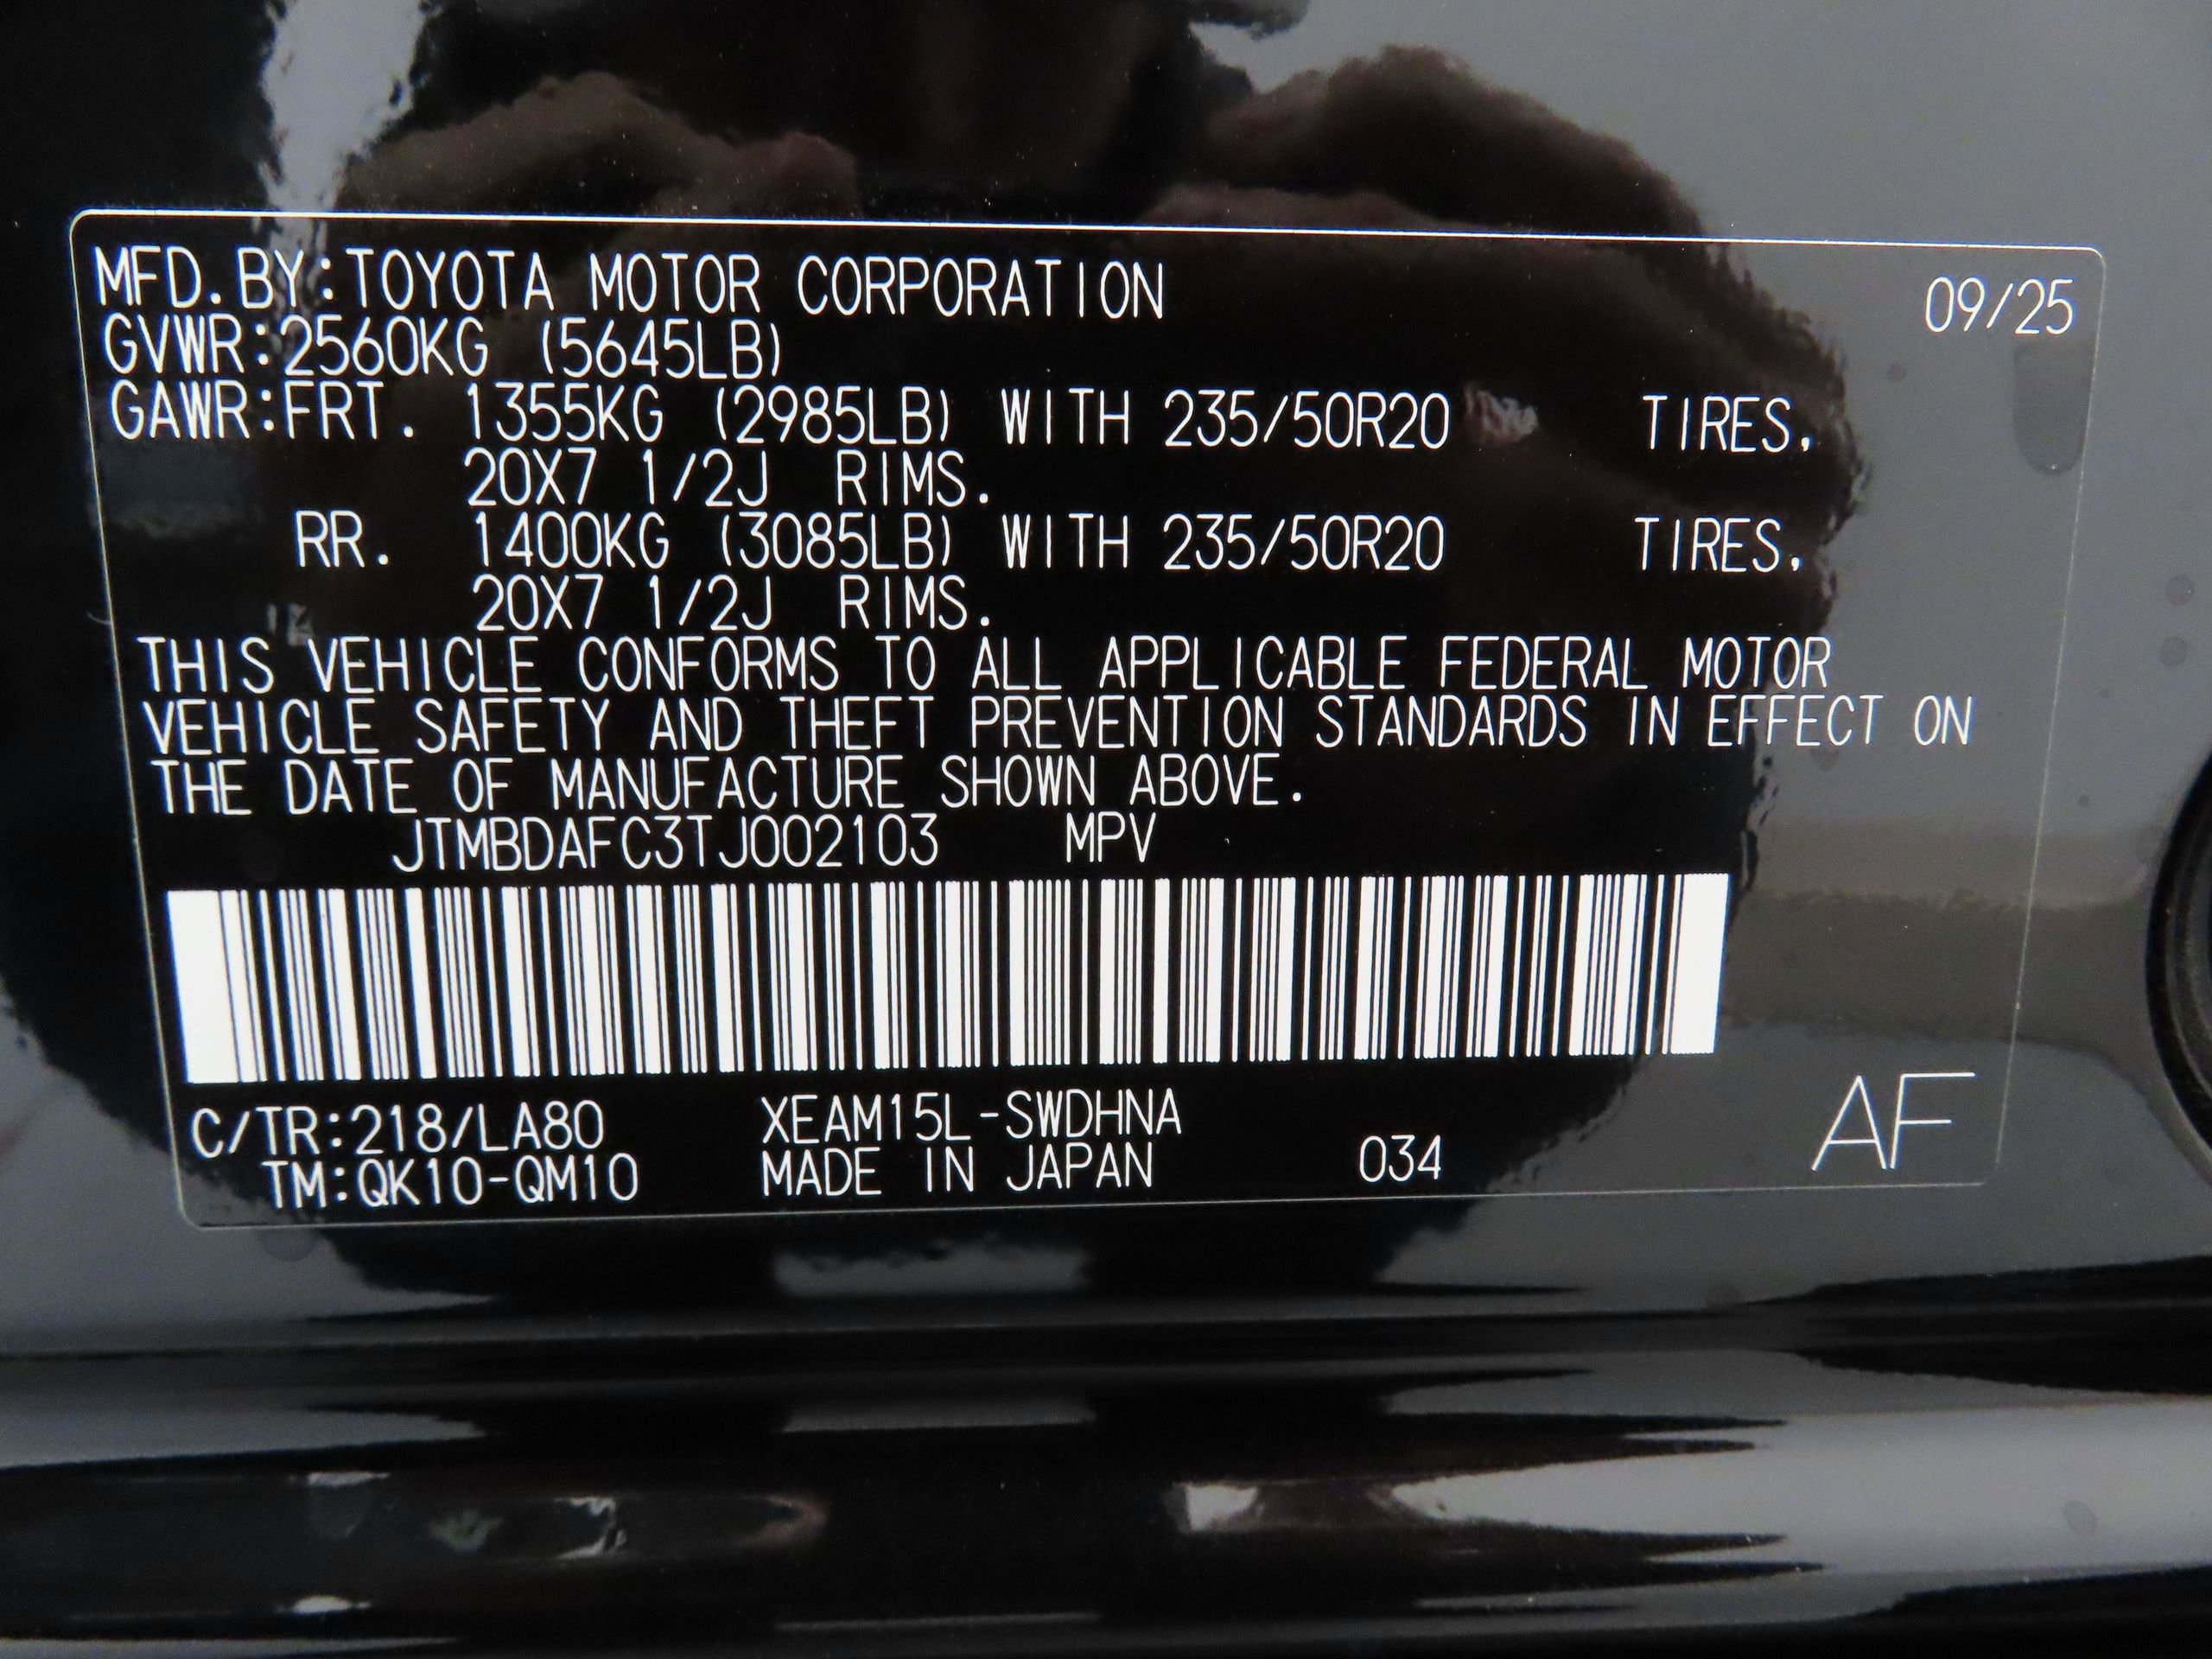 MFD.BY:TOYOTA MOTOR CORPORATION 09/25
GVWR:2560KG (5645LB)
GAWR:FRT. 1355KG (2985LB) WITH 235/50R20 TIRES,
20X7 1/2J RIMS.
RR. 1400KG (3085LB) WITH 235/50R20 TIRES,
20X7 1/2J RIMS.
THIS VEHICLE CONFORMS TO ALL APPLICABLE FEDERAL MOTOR
VEHICLE SAFETY AND THEFT PREVENTION STANDARDS IN EFFECT ON
THE DATE OF MANUFACTURE SHOWN ABOVE.
JTMBDAFC3TJ002103 MPV
C/TR:218/LA80 XEAM15L-SWDHNA
TM:QK10-QM10 MADE IN JAPAN 034 AF